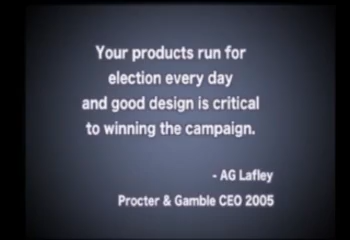 Your products run for
election every day
and good design is critical
to winning the campaign.
- AG Lafley
Procter & Gamble CEO 2005